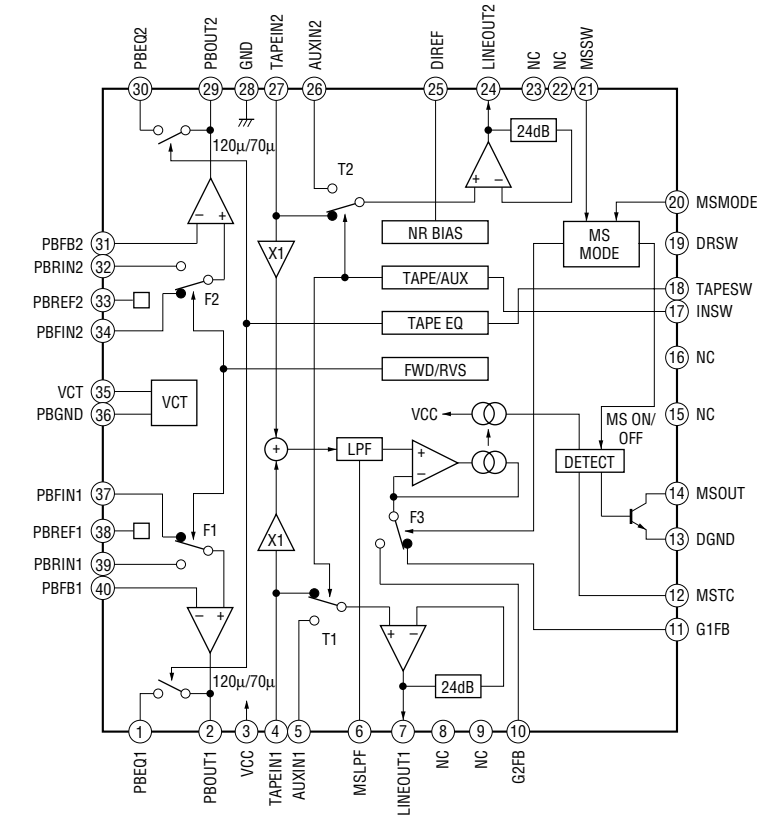 PBEQ2
PBOUT2
GND
TAPEIN2
AUXIN2
DIREF
LINEOUT2
NC
NC
MSSW
30
29
28
27
26
25
24
23
22
21
120μ/70μ
24dB
T2
+
−
−
+
20 MSMODE
PBFB2 31
NR BIAS
MS
MODE
19 DRSW
PBRIN2 32
X1
PBREF2 33
F2
TAPE/AUX
18 TAPESW
17 INSW
PBFIN2 34
TAPE EQ
16 NC
FWD/RVS
VCT 35
VCT
PBGND 36
VCC
MS ON/
OFF
15 NC
+
LPF
+
−
DETECT
PBFIN1 37
14 MSOUT
PBREF1 38
F1
X1
F3
13 DGND
PBRIN1 39
PBFB1 40
12 MSTC
−
+
T1
+
−
11 G1FB
120μ/70μ
24dB
1
2
3
4
5
6
7
8
9
10
PBEQ1
PBOUT1
VCC
TAPEIN1
AUXIN1
MSLPF
LINEOUT1
NC
NC
G2FB